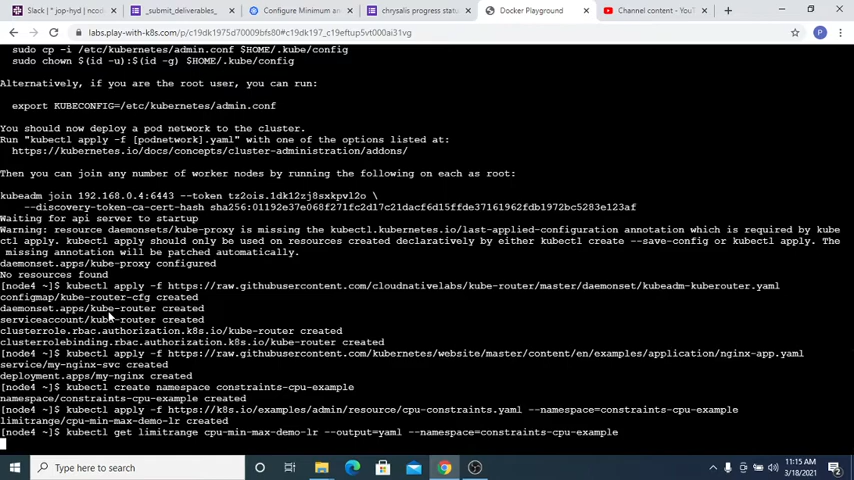 Slack | * jop-hyd | ncod
_submit_deliverables_
Configure Minimum an
chrysalis progress statu
Docker Playground
Channel content - YouT
labs.play-with-k8s.com/p/c19dk1975d70009bfs80#c19dk197_c19eftup5vt000ai31vg
sudo cp -i /etc/kubernetes/admin.conf $HOME/.kube/config
sudo chown $(id -u):$(id -g) $HOME/.kube/config
Alternatively, if you are the root user, you can run:
export KUBECONFIG=/etc/kubernetes/admin.conf
You should now deploy a pod network to the cluster.
Run "kubectl apply -f [podnetwork].yaml" with one of the options listed at:
https://kubernetes.io/docs/concepts/cluster-administration/addons/
Then you can join any number of worker nodes by running the following on each as root:
kubeadm join 192.168.0.4:6443 --token tz2ois.1dk12zj8sxkpvl2o \
--discovery-token-ca-cert-hash sha256:01192e37e068f271fc2d17c21dacf6d15ffde37161962fdb1972bc5283e123af
Waiting for api server to startup
Warning: resource daemonsets/kube-proxy is missing the kubectl.kubernetes.io/last-applied-configuration annotation which is required by kube
ctl apply. kubectl apply should only be used on resources created declaratively by either kubectl create --save-config or kubectl apply. The
missing annotation will be patched automatically.
daemonset.apps/kube-proxy configured
No resources found
[node4 ~]$ kubectl apply -f https://raw.githubusercontent.com/cloudnativelabs/kube-router/master/daemonset/kubeadm-kuberouter.yaml
configmap/kube-router-cfg created
daemonset.apps/kube-router created
serviceaccount/kube-router created
clusterrole.rbac.authorization.k8s.io/kube-router created
clusterrolebinding.rbac.authorization.k8s.io/kube-router created
[node4 ~]$ kubectl apply -f https://raw.githubusercontent.com/kubernetes/website/master/content/en/examples/application/nginx-app.yaml
service/my-nginx-svc created
deployment.apps/my-nginx created
[node4 ~]$ kubectl create namespace constraints-cpu-example
namespace/constraints-cpu-example created
[node4 ~]$ kubectl apply -f https://k8s.io/examples/admin/resource/cpu-constraints.yaml --namespace=constraints-cpu-example
limitrange/cpu-min-max-demo-lr created
[node4 ~]$ kubectl get limitrange cpu-min-max-demo-lr --output=yaml --namespace=constraints-cpu-example
Type here to search
11:15 AM
3/18/2021